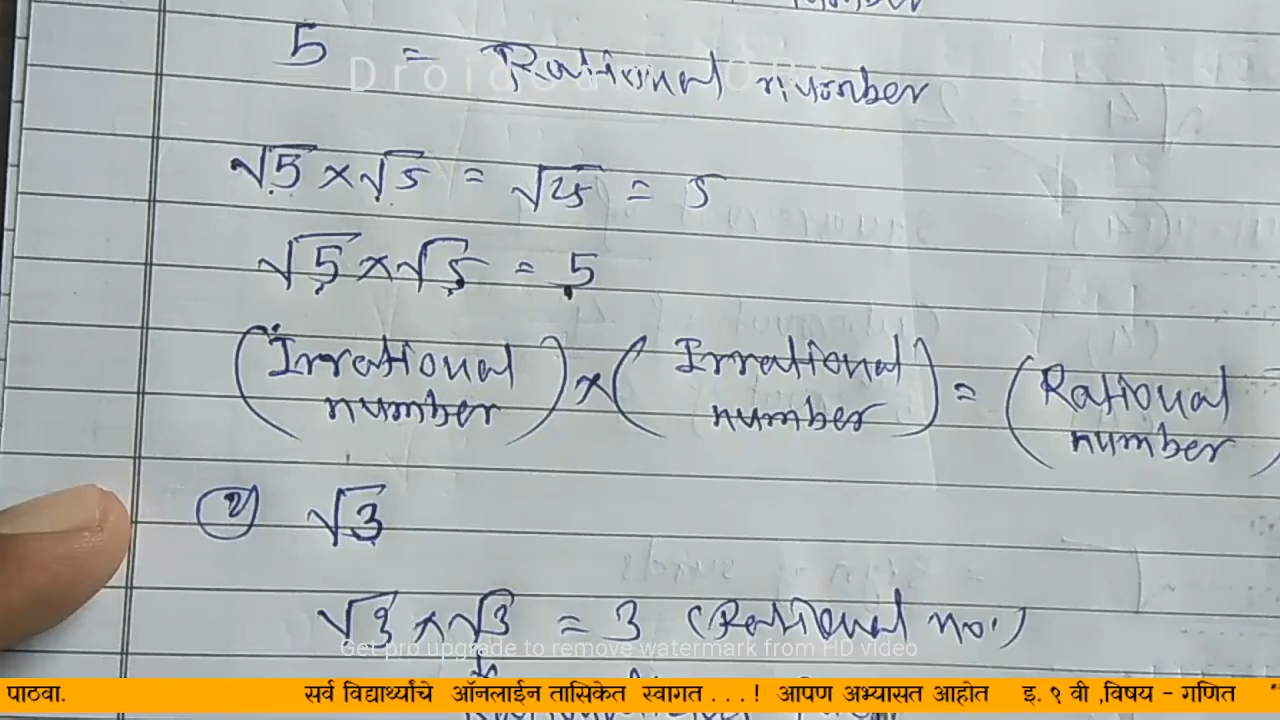 number
5 = Rational number
√5 × √5 = √25 = 5
√5 × √5 = 5
(Irrational number) × (Irrational number) = (Rational number)
२) √3
√3 × √3 = 3 (Rational no.)
Get pro upgrade to remove watermark from HD video
पाठवा. सर्व विद्यार्थ्यांचे ऑनलाईन तासिकेत स्वागत . . . ! आपण अभ्यासत आहोत इ. ९ वी ,विषय - गणित